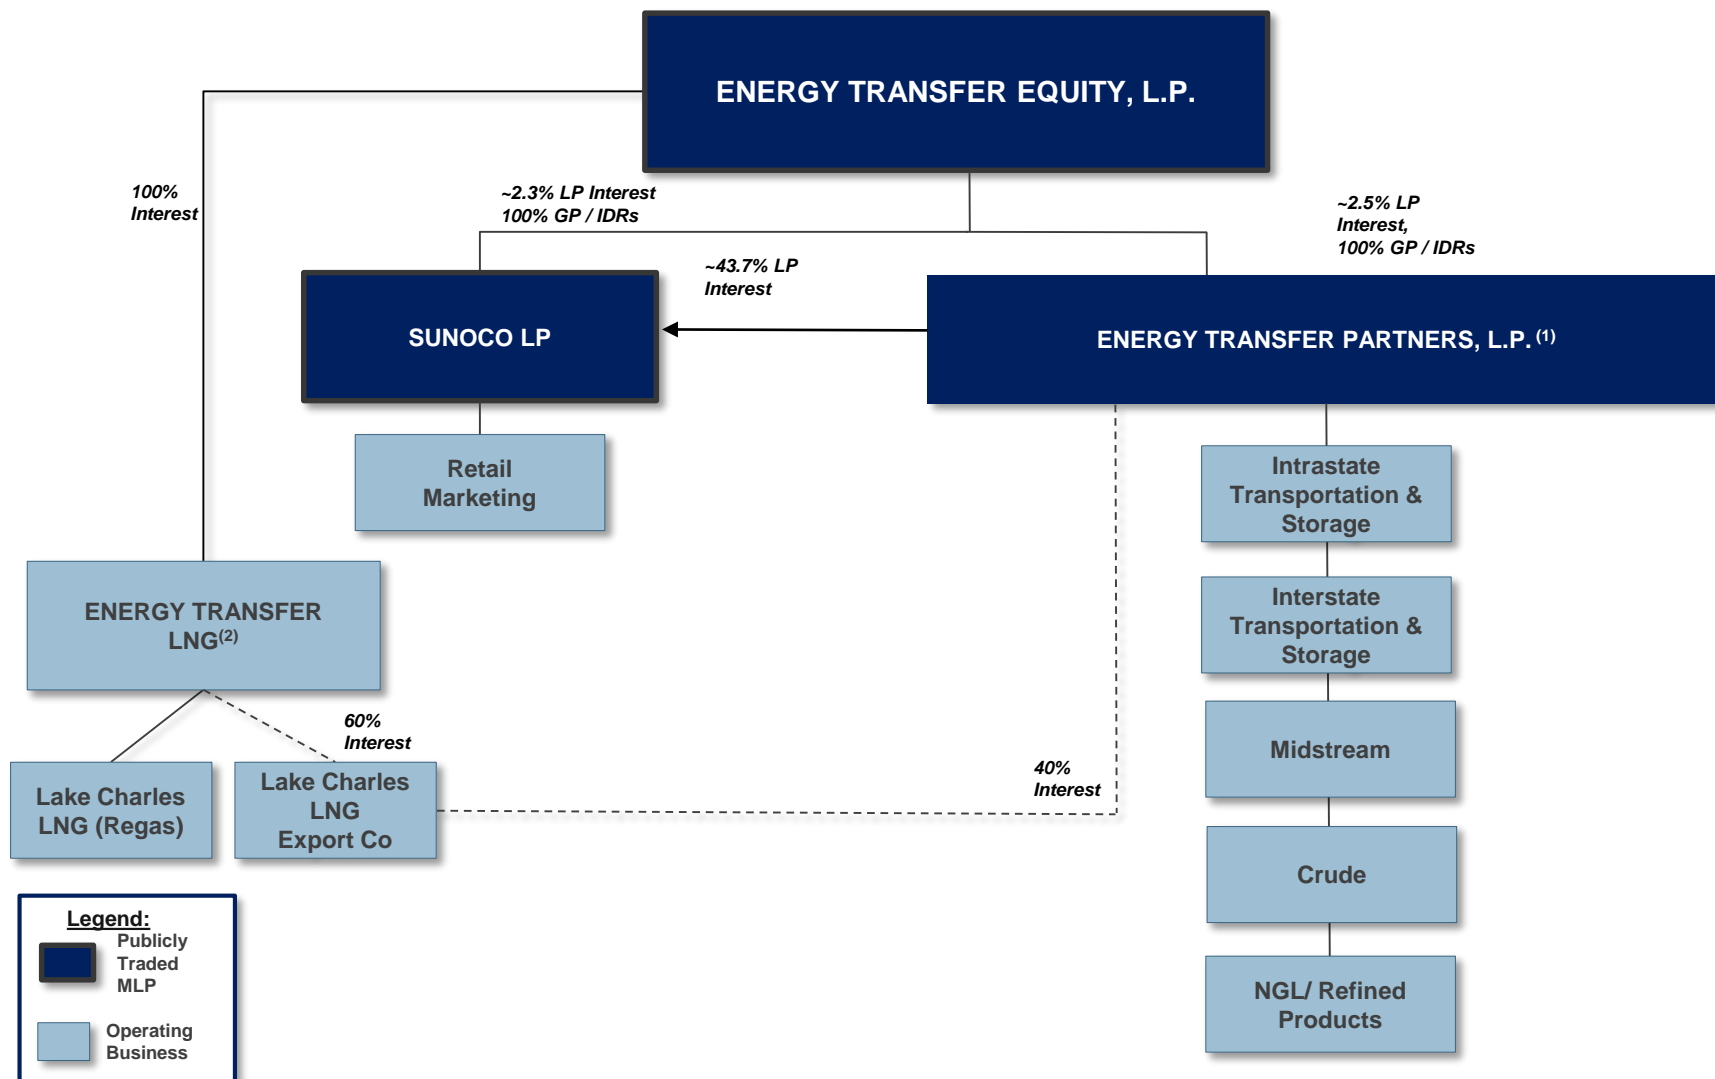 ENERGY TRANSFER EQUITY, L.P.
100%
Interest
~2.3% LP Interest
100% GP / IDRs
~2.5% LP
Interest,
100% GP / IDRs
~43.7% LP
Interest
SUNOCO LP
ENERGY TRANSFER PARTNERS, L.P. (1)
Retail
Marketing
Intrastate
Transportation &
Storage
ENERGY TRANSFER
LNG(2)
Interstate
Transportation &
Storage
60%
Interest
Midstream
40%
Interest
Lake Charles
LNG (Regas)
Lake Charles
LNG
Export Co
Crude
Legend:
Publicly
Traded
MLP
Operating
Business
NGL/ Refined
Products